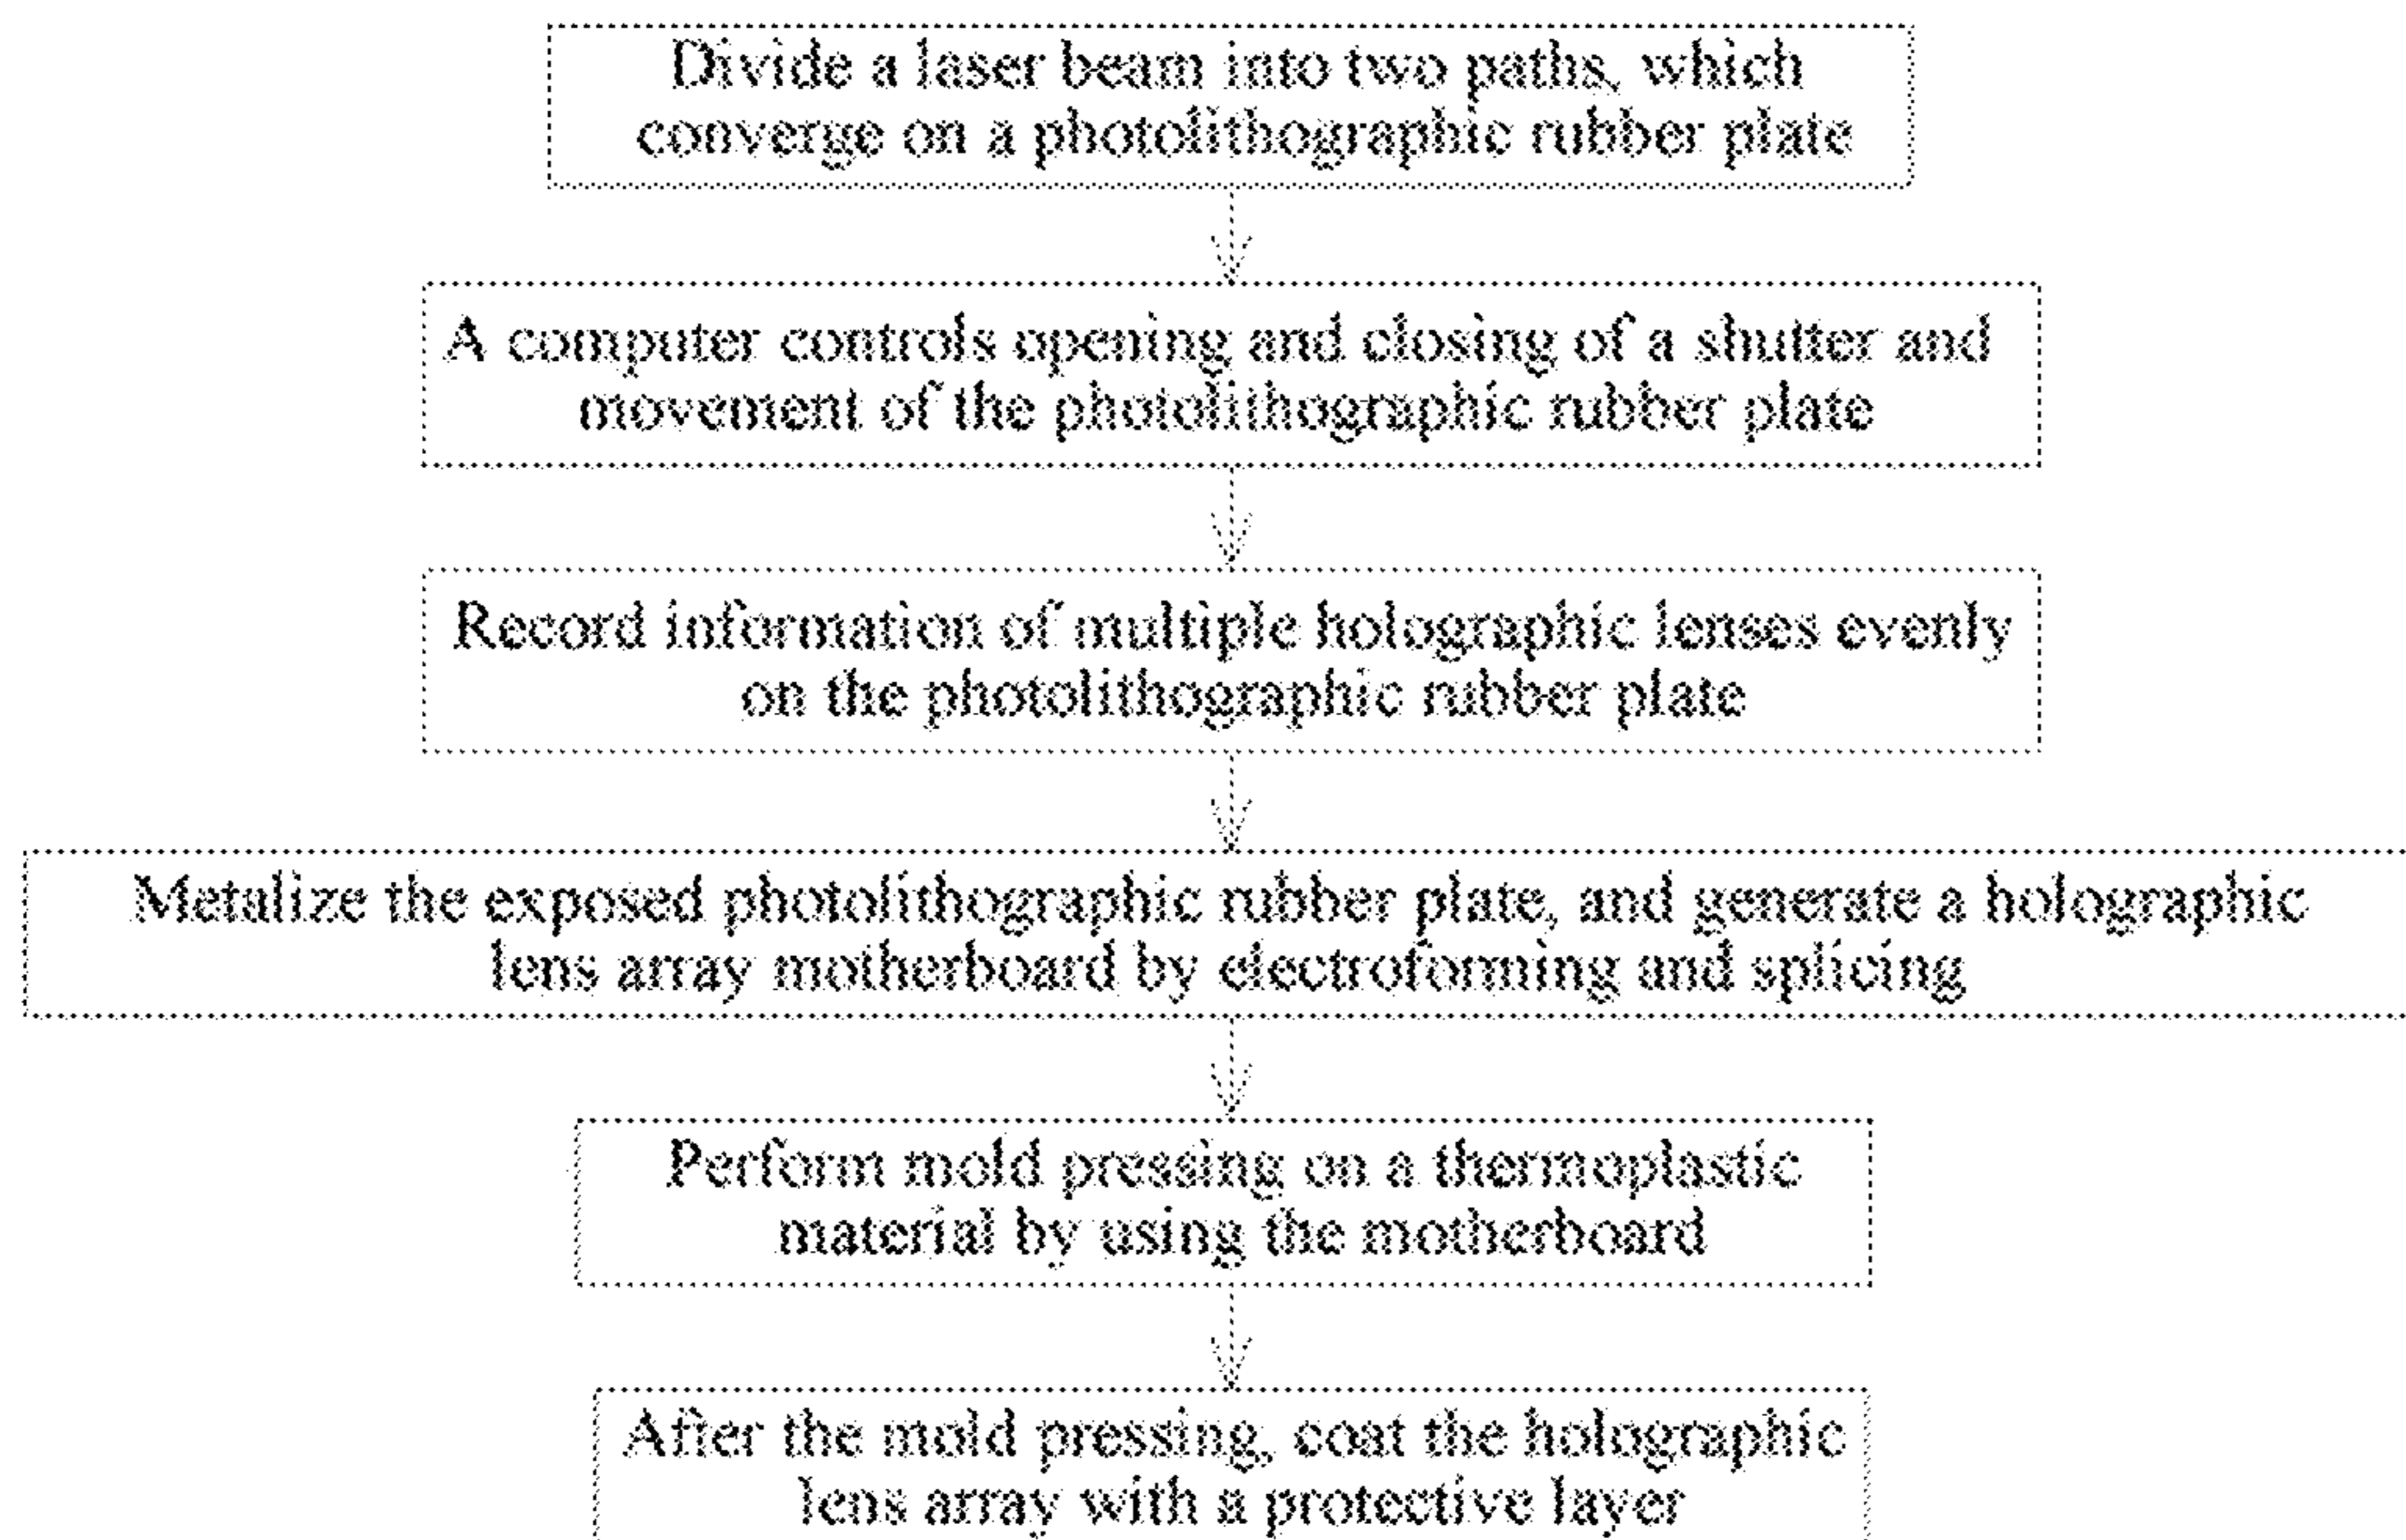 Divide a laser beam into two paths, which
converge on a photolithographic rubber plate
A computer controls opening and closing of a shutter and
movement of the photolithographic rubber plate
Record information of multiple holographic lenses evenly
on the photolithographic rubber plate
Metalize the exposed photolithographic rubber plate, and generate a holographic
lens array motherboard by electroforming and splicing
Perform mold pressing on a thermoplastic
material by using the motherboard
After the mold pressing, coat the holographic
lens array with a protective layer